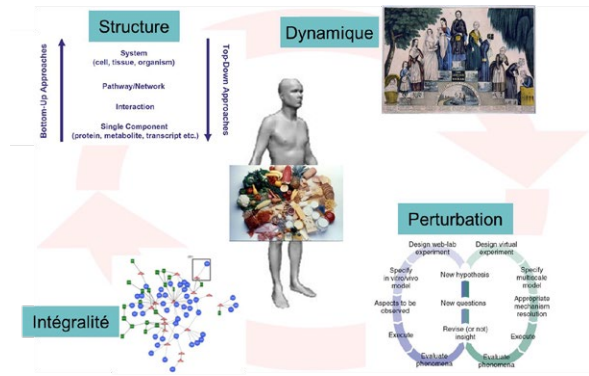 Structure
Bottom-Up Approaches
System
(cell, tissue, organism)
Pathway/Network
Interaction
Single Component
(protein, metabolite, transcript etc.)
Top-Down Approaches
Dynamique
Perturbation
Design web-lab
experiment
Design virtual
experiment
Specify
in vitro/vivo
model
New hypothesis
Specify
multiscale
model
Aspects to be
observed
New questions
Appropriate
mechanism
resolution
Execute
Revise (or not)
insight
Execute
Evaluate
phenomena
Evaluate
phenomena
Intégralité